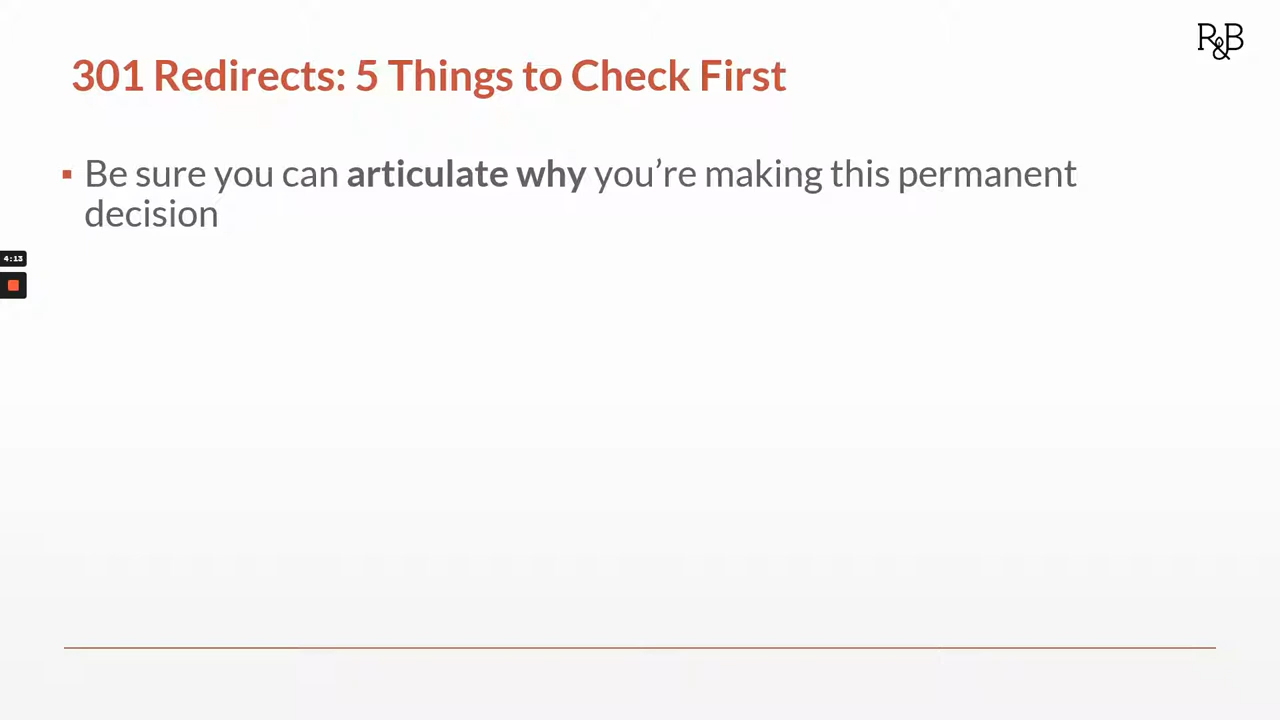 R&B
301 Redirects: 5 Things to Check First
▪ Be sure you can articulate why you’re making this permanent
decision
4:13